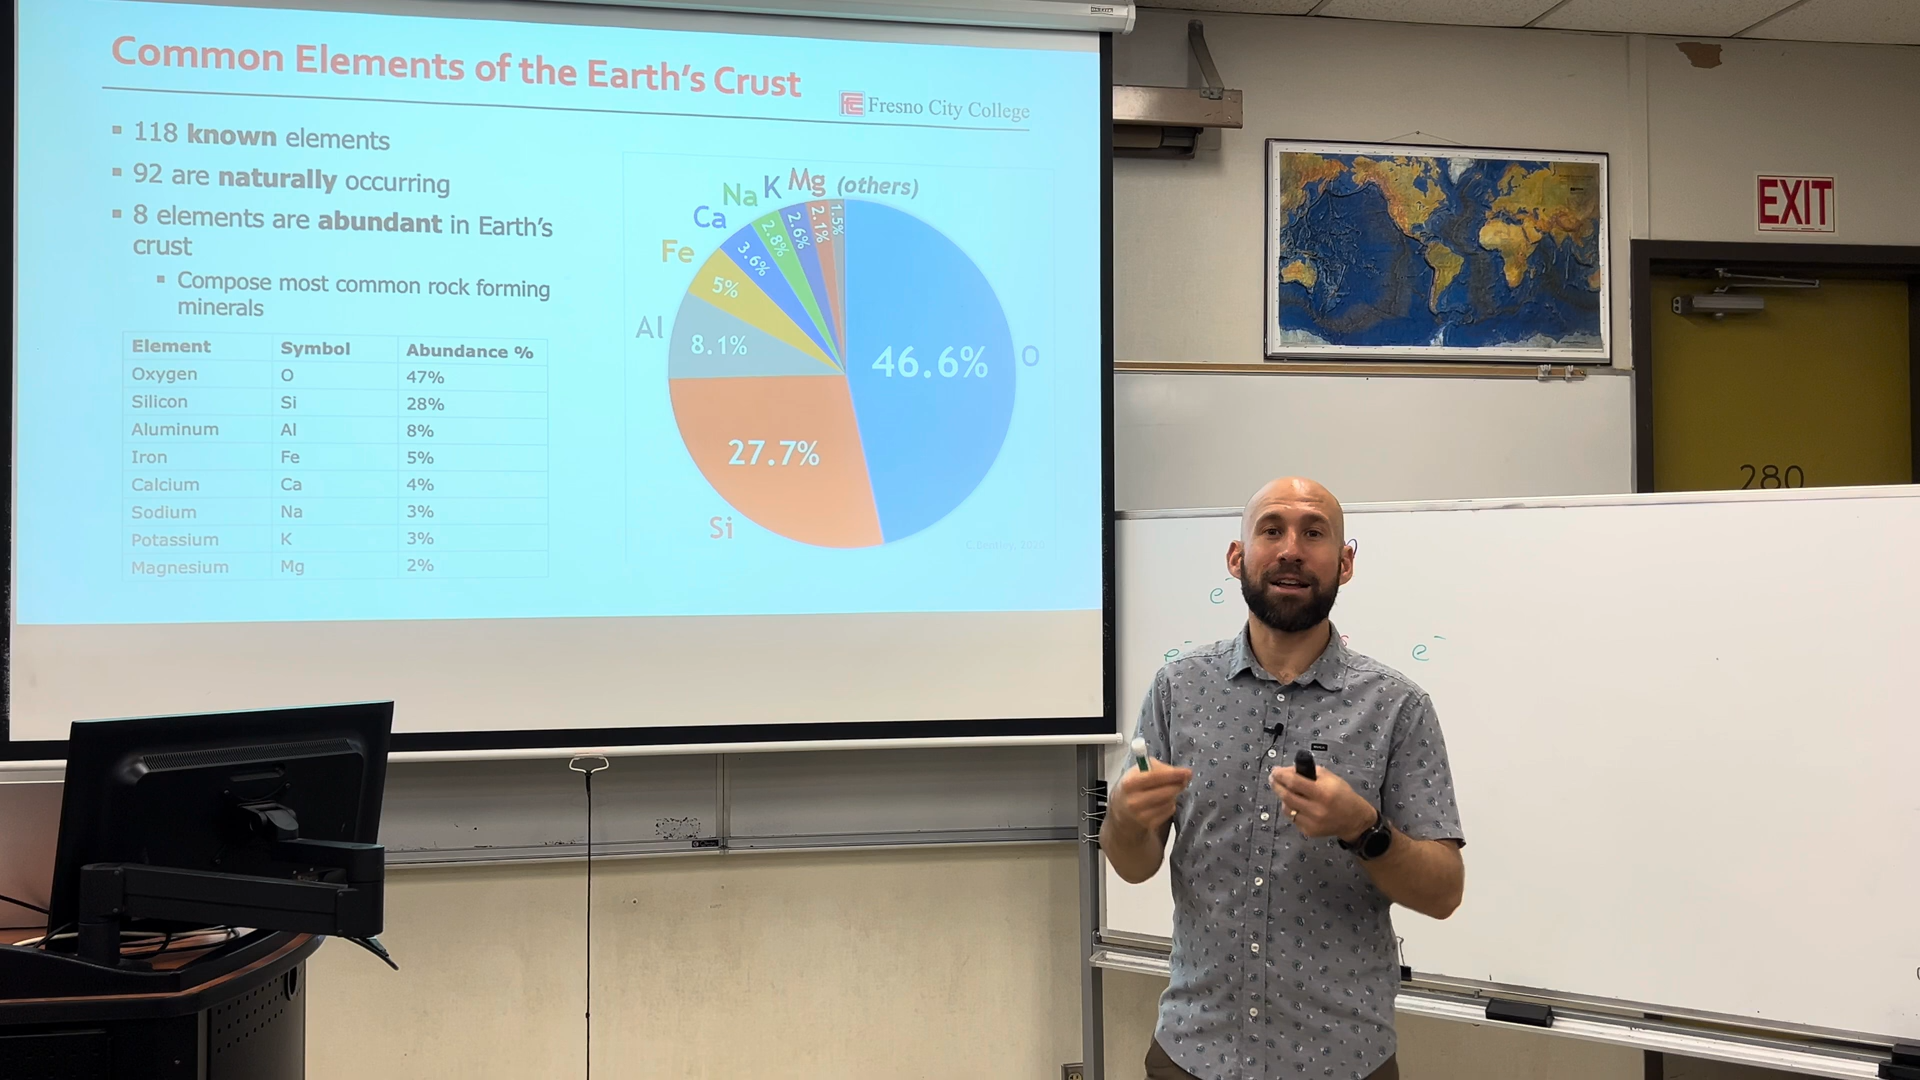 Common Elements of the Earth's Crust
FCC Fresno City College
▪ 118 known elements
▪ 92 are naturally occurring
▪ 8 elements are abundant in Earth's
crust
▪ Compose most common rock forming
minerals
Element Symbol Abundance %
Oxygen O 47%
Silicon Si 28%
Aluminum Al 8%
Iron Fe 5%
Calcium Ca 4%
Sodium Na 3%
Potassium K 3%
Magnesium Mg 2%
Al
Fe
Ca
Na
K
Mg
(others)
O
Si
8.1%
5%
3.6%
2.8%
2.6%
2.1%
1.5%
46.6%
27.7%
EXIT
280
e⁻
e⁻
e⁻